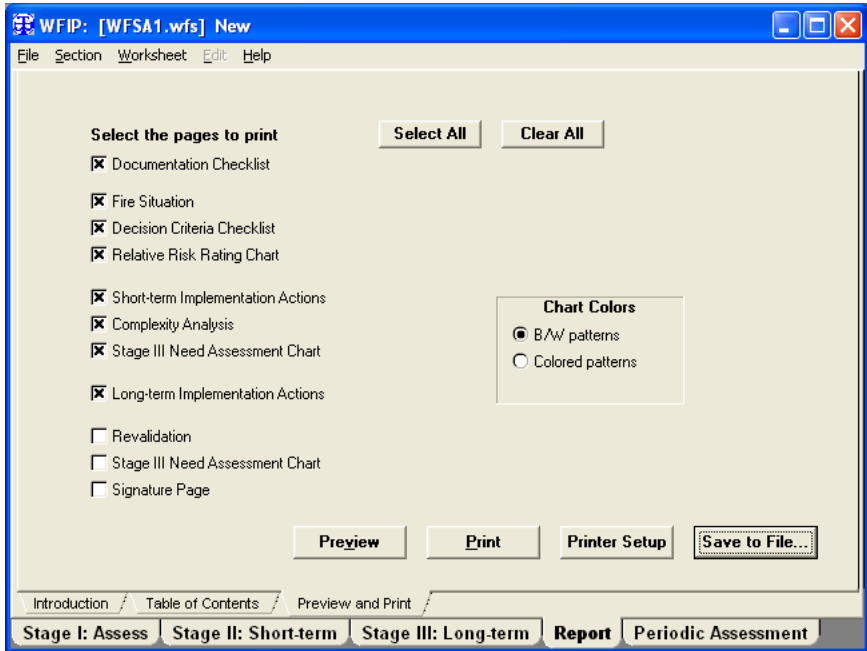 WFIP: [WFSA1.wfs] New
File Section Worksheet Edit Help
Select the pages to print Select All Clear All
Documentation Checklist
Fire Situation
Decision Criteria Checklist
Relative Risk Rating Chart
Short-term Implementation Actions
Complexity Analysis
Stage III Need Assessment Chart
Long-term Implementation Actions
Chart Colors
B/W patterns
Colored patterns
Revalidation
Stage III Need Assessment Chart
Signature Page
Preview Print Printer Setup Save to File...
Introduction Table of Contents Preview and Print
Stage I: Assess Stage II: Short-term Stage III: Long-term Report Periodic Assessment